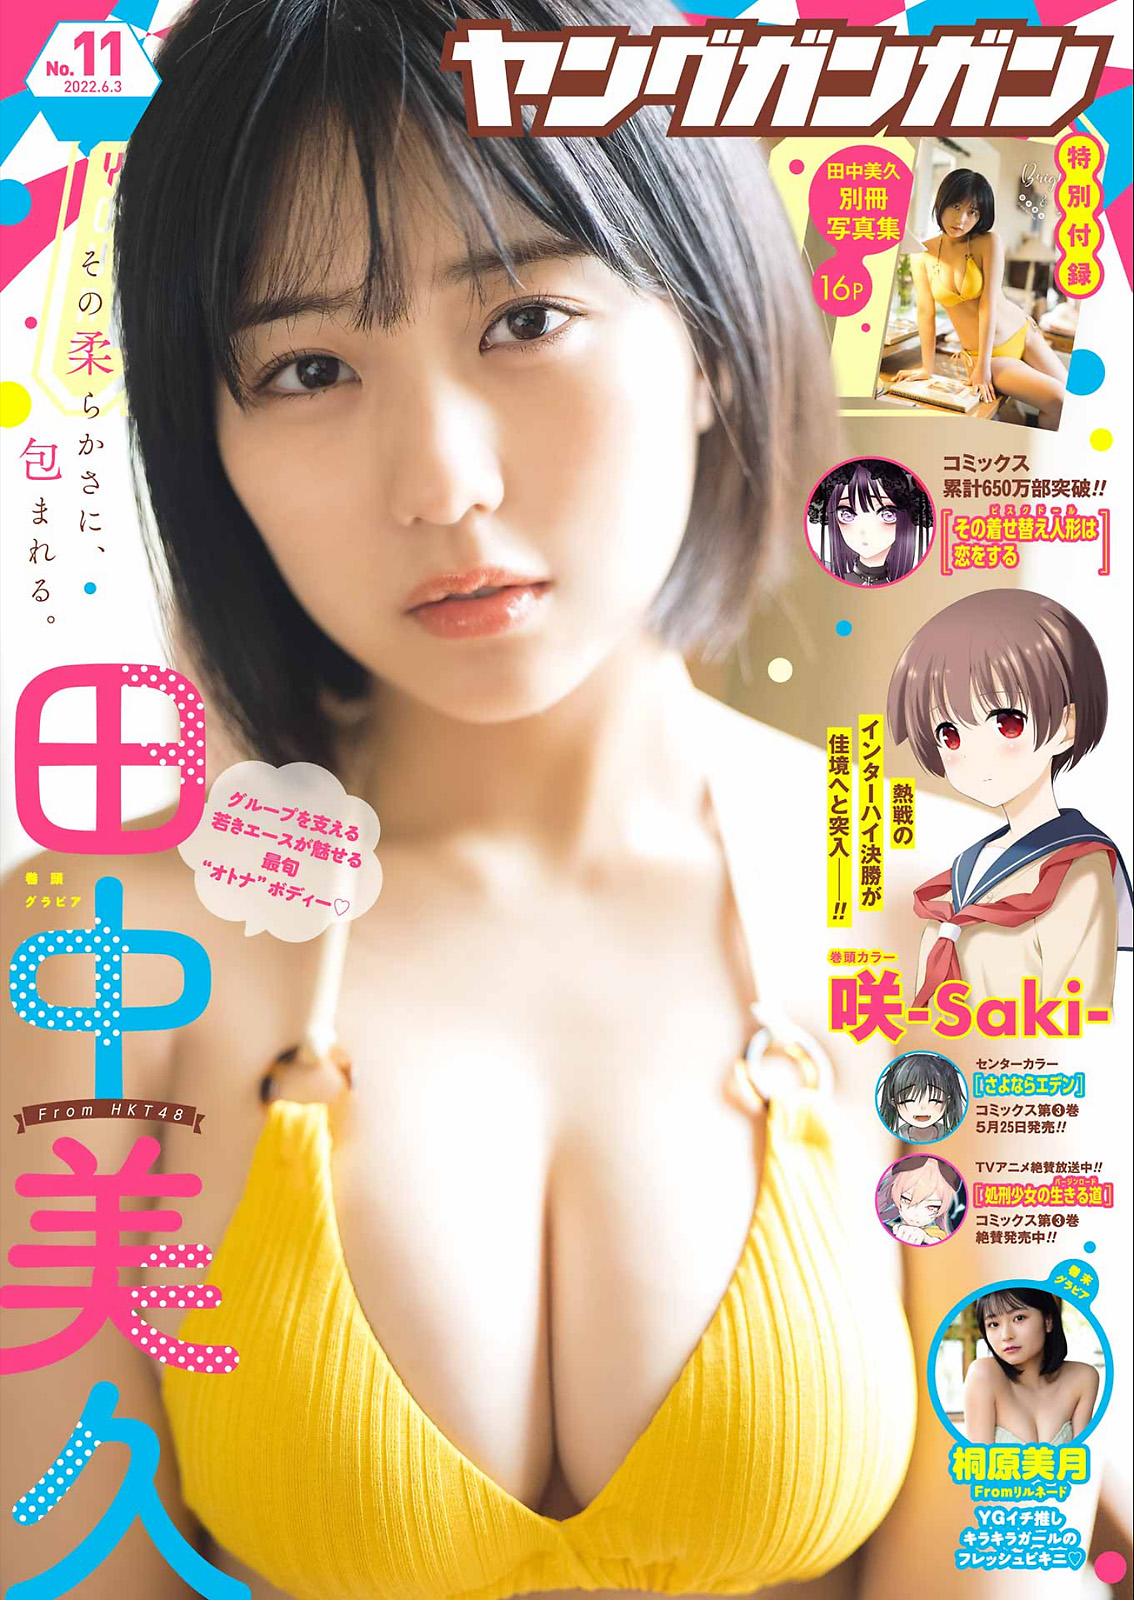 No.11
2022.6.3
ヤングガンガン
特別付録
田中美久
別冊
写真集
16P
その柔らかさに、
包まれる。
コミックス
累計650万部突破!!
ビスクドール
[その着せ替え人形は
恋をする]
熱戦の
インターハイ決勝が
佳境へと突入――!!
巻頭カラー
咲-Saki-
グループを支える
若きエースが魅せる
最旬
“オトナ”ボディー♡
巻頭
グラビア
田中美久
From HKT48
センターカラー
[さよならエデン]
コミックス第❸巻
5月25日発売!!
TVアニメ絶賛放送中!!
バージンロード
[処刑少女の生きる道]
コミックス第❸巻
絶賛発売中!!
巻末
グラビア
桐原美月
Fromリルネード
YGイチ推し
キラキラガールの
フレッシュビキニ♡